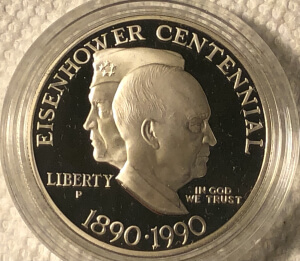 EISENHOWER CENTENNIAL
LIBERTY
P
IN GOD
WE TRUST
1890·1990